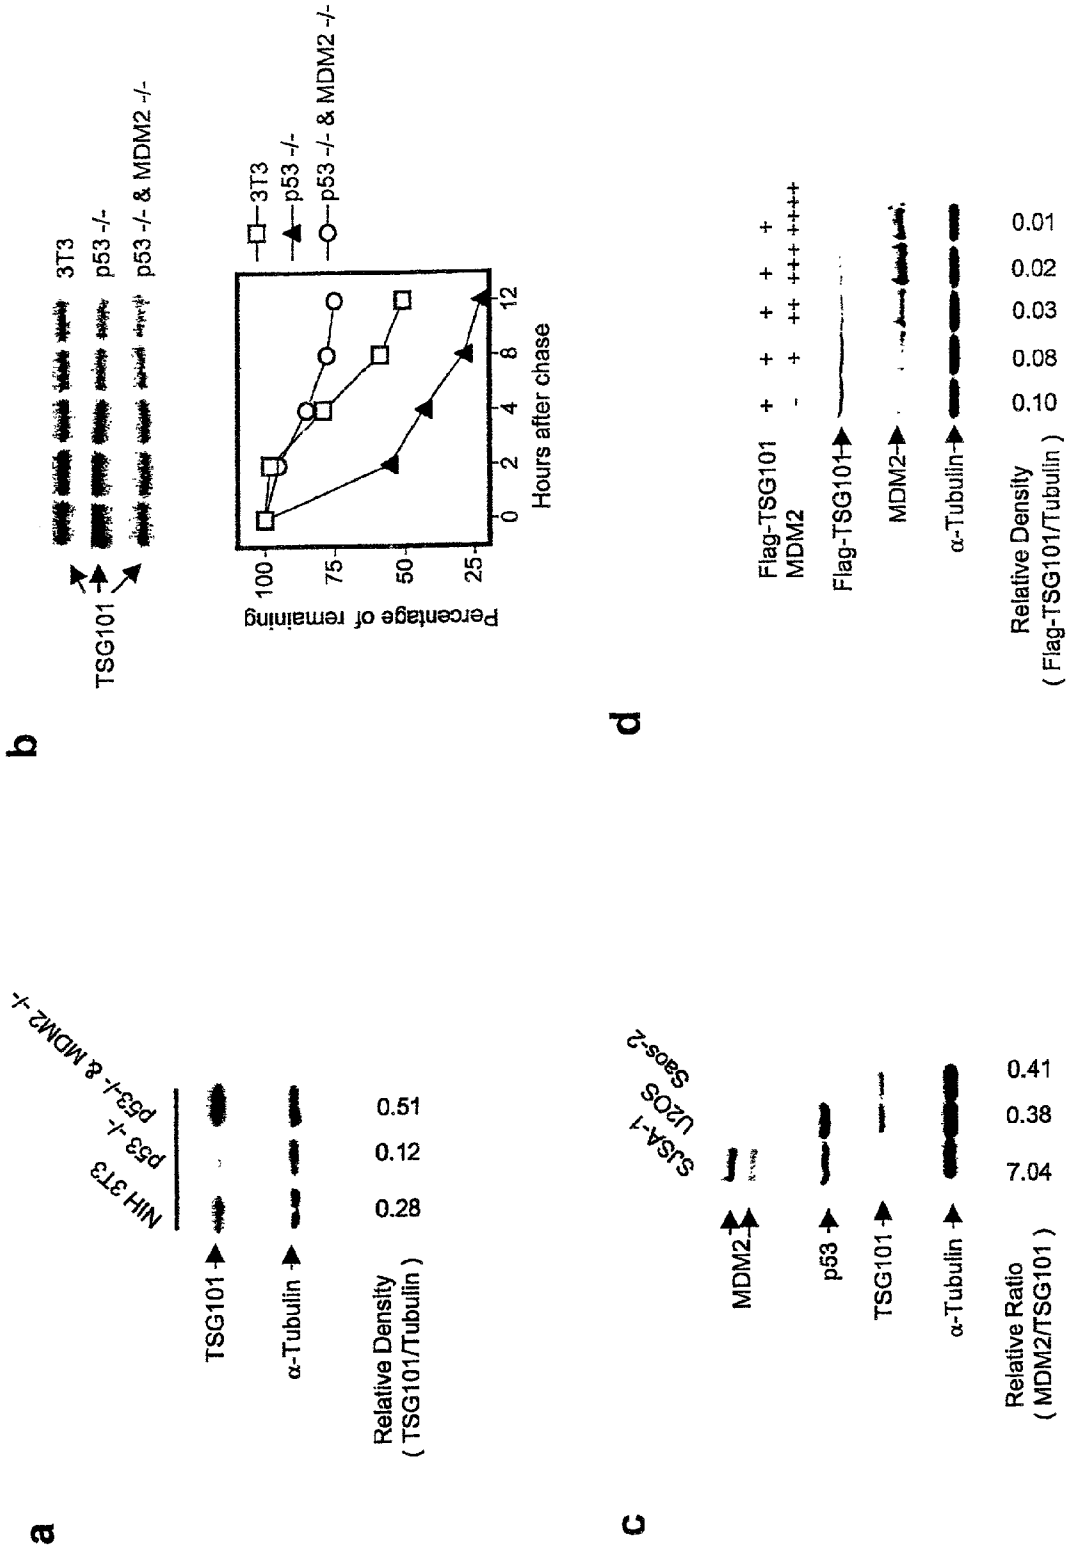 a
NIH 3T3
p53 -/-
p53-/- & MDM2 -/-
TSG101
α-Tubulin
0.28 0.12 0.51
Relative Density
( TSG101/Tubulin )
b
TSG101
3T3
p53 -/-
p53 -/- & MDM2 -/-
Percentage of remaining
100
75
50
25
0 2 4 8 12
Hours after chase
3T3
p53 -/-
p53 -/- & MDM2 -/-
c
SJSA-1
U2OS
Saos-2
MDM2
p53
TSG101
α-Tubulin
7.04 0.38 0.41
Relative Ratio
( MDM2/TSG101 )
d
Flag-TSG101 + + + + +
MDM2 - + ++ +++ ++++
Flag-TSG101
MDM2
α-Tubulin
0.10 0.08 0.03 0.02 0.01
Relative Density
( Flag-TSG101/Tubulin )